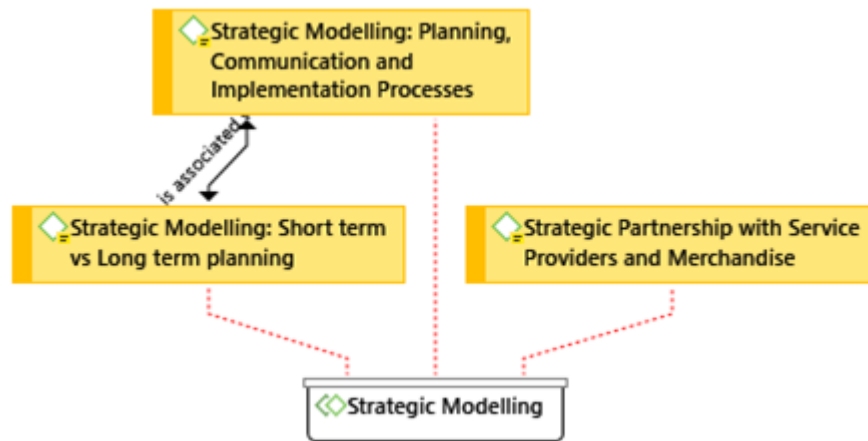 Strategic Modelling: Planning,
Communication and
Implementation Processes
is associated
Strategic Modelling: Short term
vs Long term planning
Strategic Partnership with Service
Providers and Merchandise
Strategic Modelling